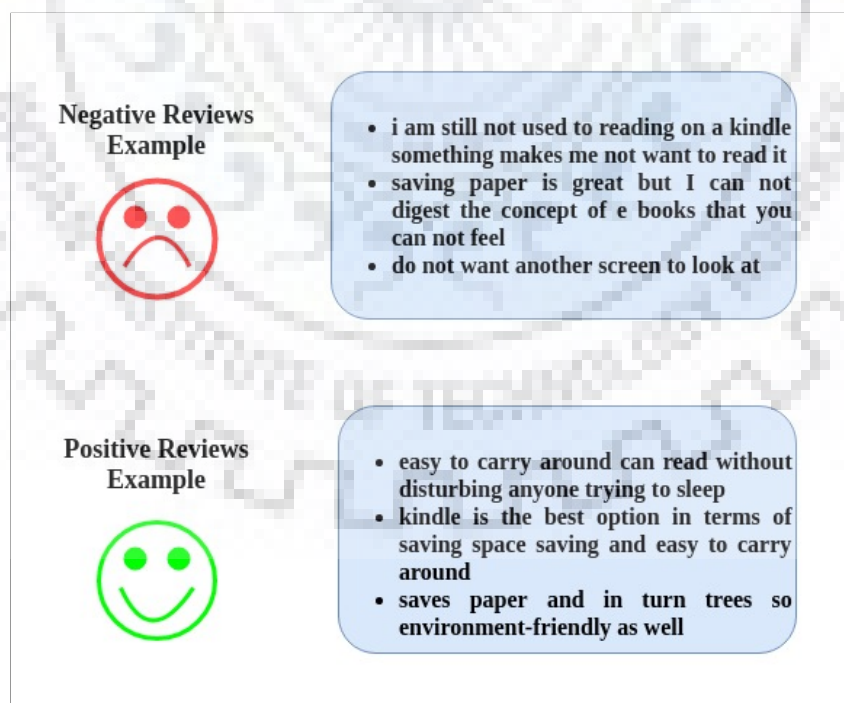 Negative Reviews
Example
• i am still not used to reading on a kindle
something makes me not want to read it
• saving paper is great but I can not
digest the concept of e books that you
can not feel
• do not want another screen to look at
TUTE OF TECHNOLOG
Positive Reviews
Example
• easy to carry around can read without
disturbing anyone trying to sleep
• kindle is the best option in terms of
saving space saving and easy to carry
around
• saves paper and in turn trees so
environment-friendly as well